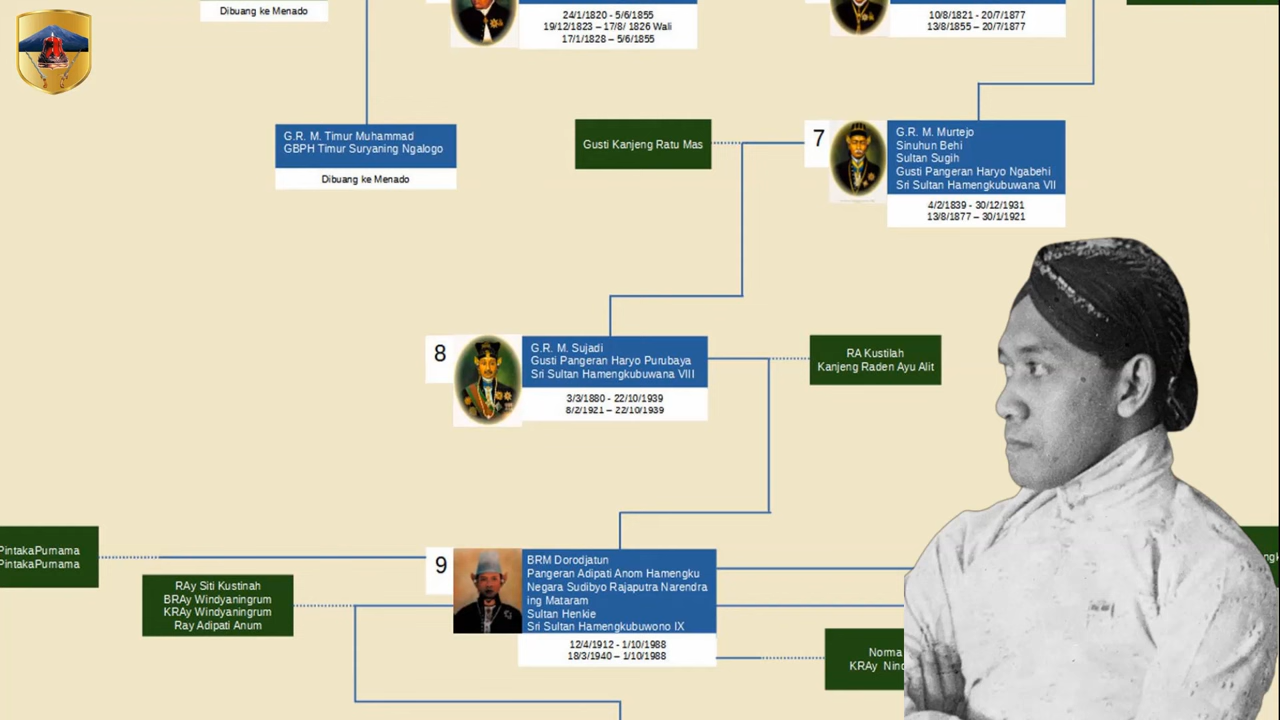 Dibuang ke Menado
24/1/1820 - 5/6/1855
19/12/1823 – 17/8/ 1826 Wali
17/1/1828 – 5/6/1855
10/8/1821 - 20/7/1877
13/8/1855 – 20/7/1877
G.R. M. Timur Muhammad
GBPH Timur Suryaning Ngalogo
Dibuang ke Menado
Gusti Kanjeng Ratu Mas
7
G.R. M. Murtejo
Sinuhun Behi
Sultan Sugih
Gusti Pangeran Haryo Ngabehi
Sri Sultan Hamengkubuwana VII
4/2/1839 - 30/12/1931
13/8/1877 – 30/1/1921
8
G.R. M. Sujadi
Gusti Pangeran Haryo Purubaya
Sri Sultan Hamengkubuwana VIII
3/3/1880 - 22/10/1939
8/2/1921 – 22/10/1939
RA Kustilah
Kanjeng Raden Ayu Alit
PintakaPurnama
PintakaPurnama
RAy Siti Kustinah
BRAy Windyaningrum
KRAy Windyaningrum
Ray Adipati Anum
9
BRM Dorodjatun
Pangeran Adipati Anom Hamengku
Negara Sudibyo Rajaputra Narendra
ing Mataram
Sultan Henkie
Sri Sultan Hamengkubuwono IX
12/4/1912 - 1/10/1988
18/3/1940 – 1/10/1988
Norma
KRAy